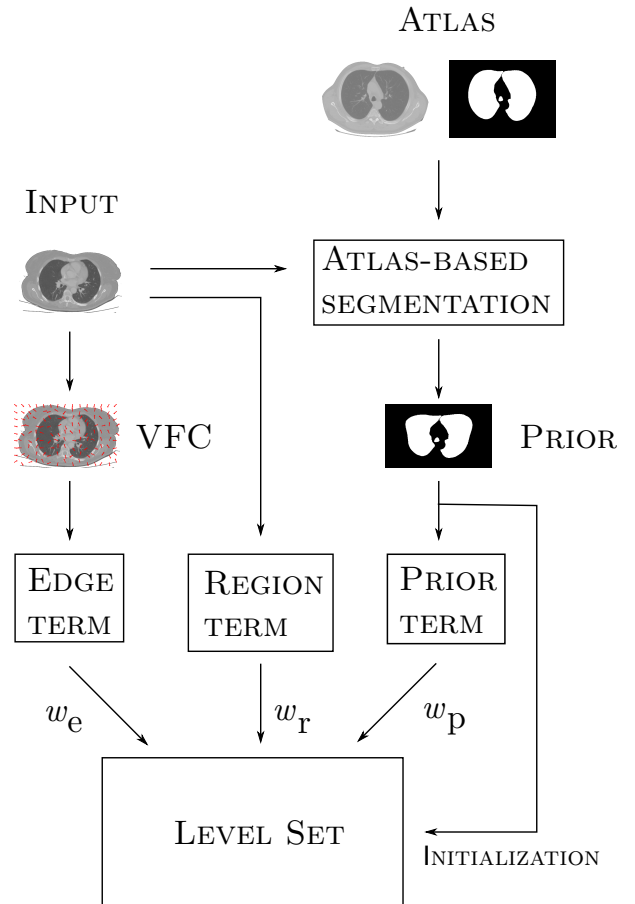 ATLAS
INPUT
ATLAS-BASED
SEGMENTATION
VFC
PRIOR
EDGE
TERM
REGION
TERM
PRIOR
TERM
we
wr
wp
LEVEL SET
INITIALIZATION